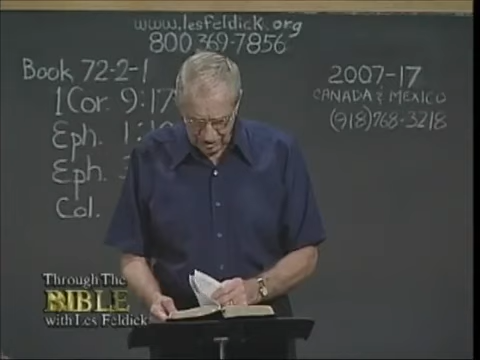 www.lesfeldick.org
800.369-7856
Book 72-2-1
1Cor. 9:17
Eph. 1:
Eph.
Col.
2007-17
CANADA & MEXICO
(918)768-3218
Through The
BIBLE
with Les Feldick